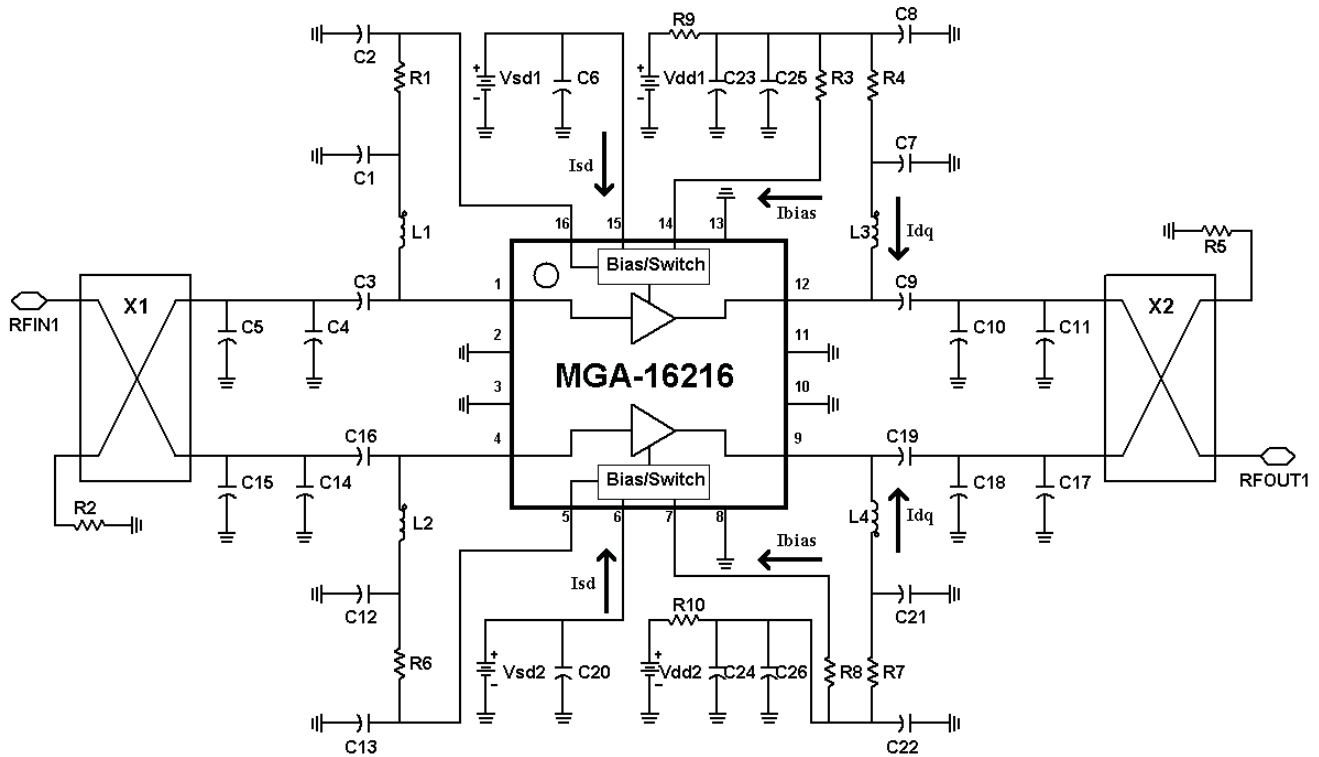 C2
R1
C1
L1
Vsd1
C6
Isd
R9
Vdd1
C23
C25
R3
R4
C8
C7
Ibias
L3
Idq
R5
16
15
14
13
Bias/Switch
RFIN1
X1
C5
C4
C3
1
2
3
4
MGA-16216
12
11
10
9
C9
C10
C11
X2
C16
C15
C14
R2
L2
C12
R6
C13
Bias/Switch
5
6
7
8
Isd
Vsd2
C20
Ibias
R10
Vdd2
C24
C26
R8
R7
L4
Idq
C19
C18
C17
C21
C22
RFOUT1
+
-
+
-
+
-
+
-